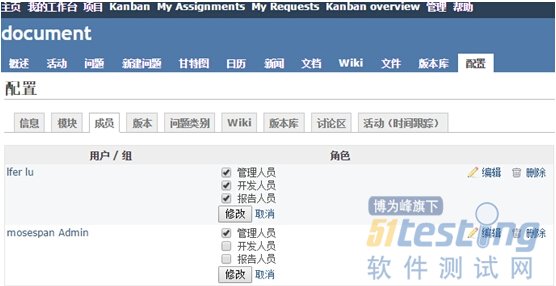 主页 我的工作台 项目 Kanban My Assignments My Requests Kanban overview 管理 帮助
document
概述 活动 问题 新建问题 甘特图 日历 新闻 文档 Wiki 文件 版本库 配置
配置
信息 模块 成员 版本 问题类别 Wiki 版本库 讨论区 活动（时间跟踪）
用户 / 组 角色
lfer lu 管理人员 编辑 删除
开发人员
报告人员
修改 取消
博为峰旗下
51testing
mosespan Admin 管理人员 编辑 删除
开发人员
报告人员
软件测试网
修改 取消